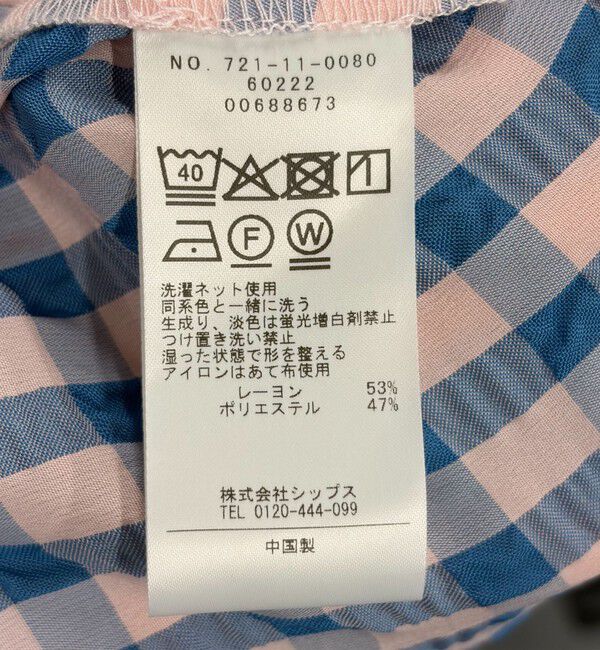 NO. 721-11-0080
60222
00688673
40
F W
洗濯ネット使用
同系色と一緒に洗う
生成り、淡色は蛍光増白剤禁止
つけ置き洗い禁止
湿った状態で形を整える
アイロンはあて布使用
レーヨン 53%
ポリエステル 47%
株式会社シップス
TEL 0120-444-099
中国製